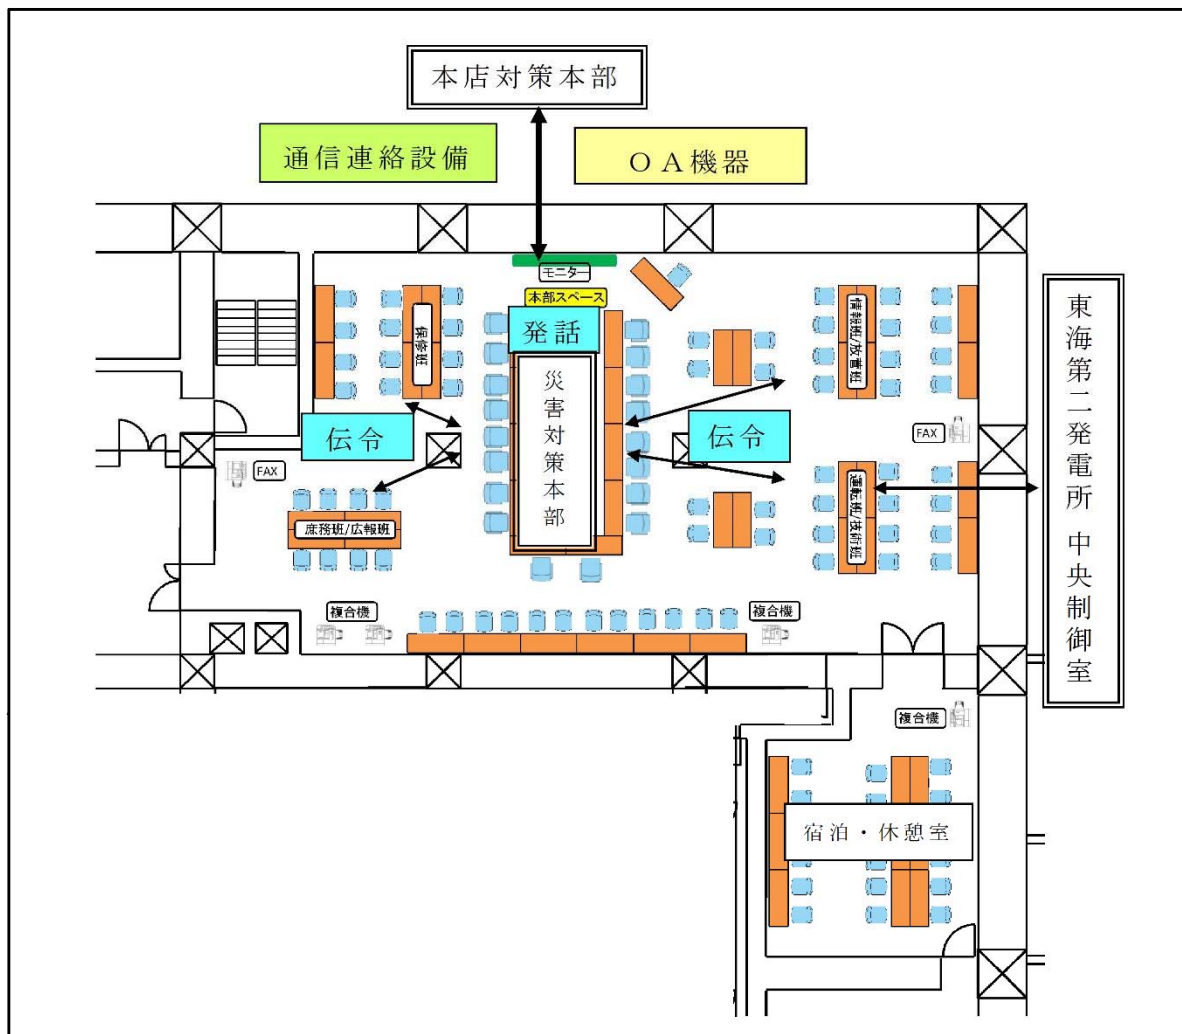 本店対策本部
通信連絡設備
OA機器
モニター
本部スペース
発話
災害対策本部
保修班
情報班/放管班
伝令
伝令
FAX
FAX
庶務班/広報班
運転班/技術班
東海第二発電所 中央制御室
複合機
複合機
複合機
宿泊・休憩室